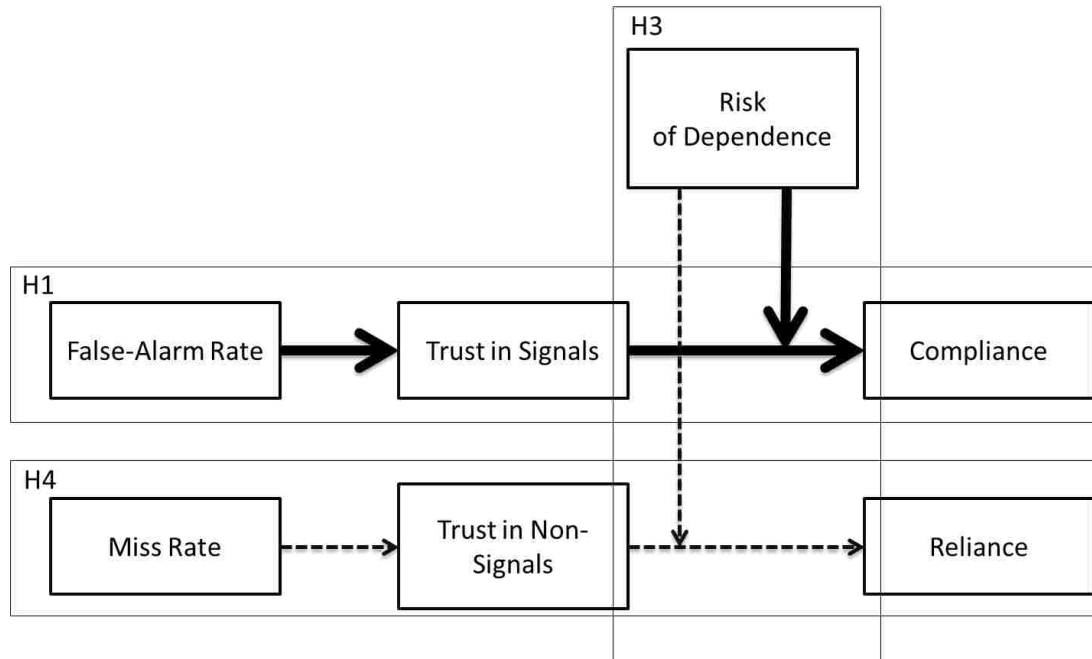 H3
Risk
of Dependence
H1
False-Alarm Rate
Trust in Signals
Compliance
H4
Miss Rate
Trust in Non-
Signals
Reliance